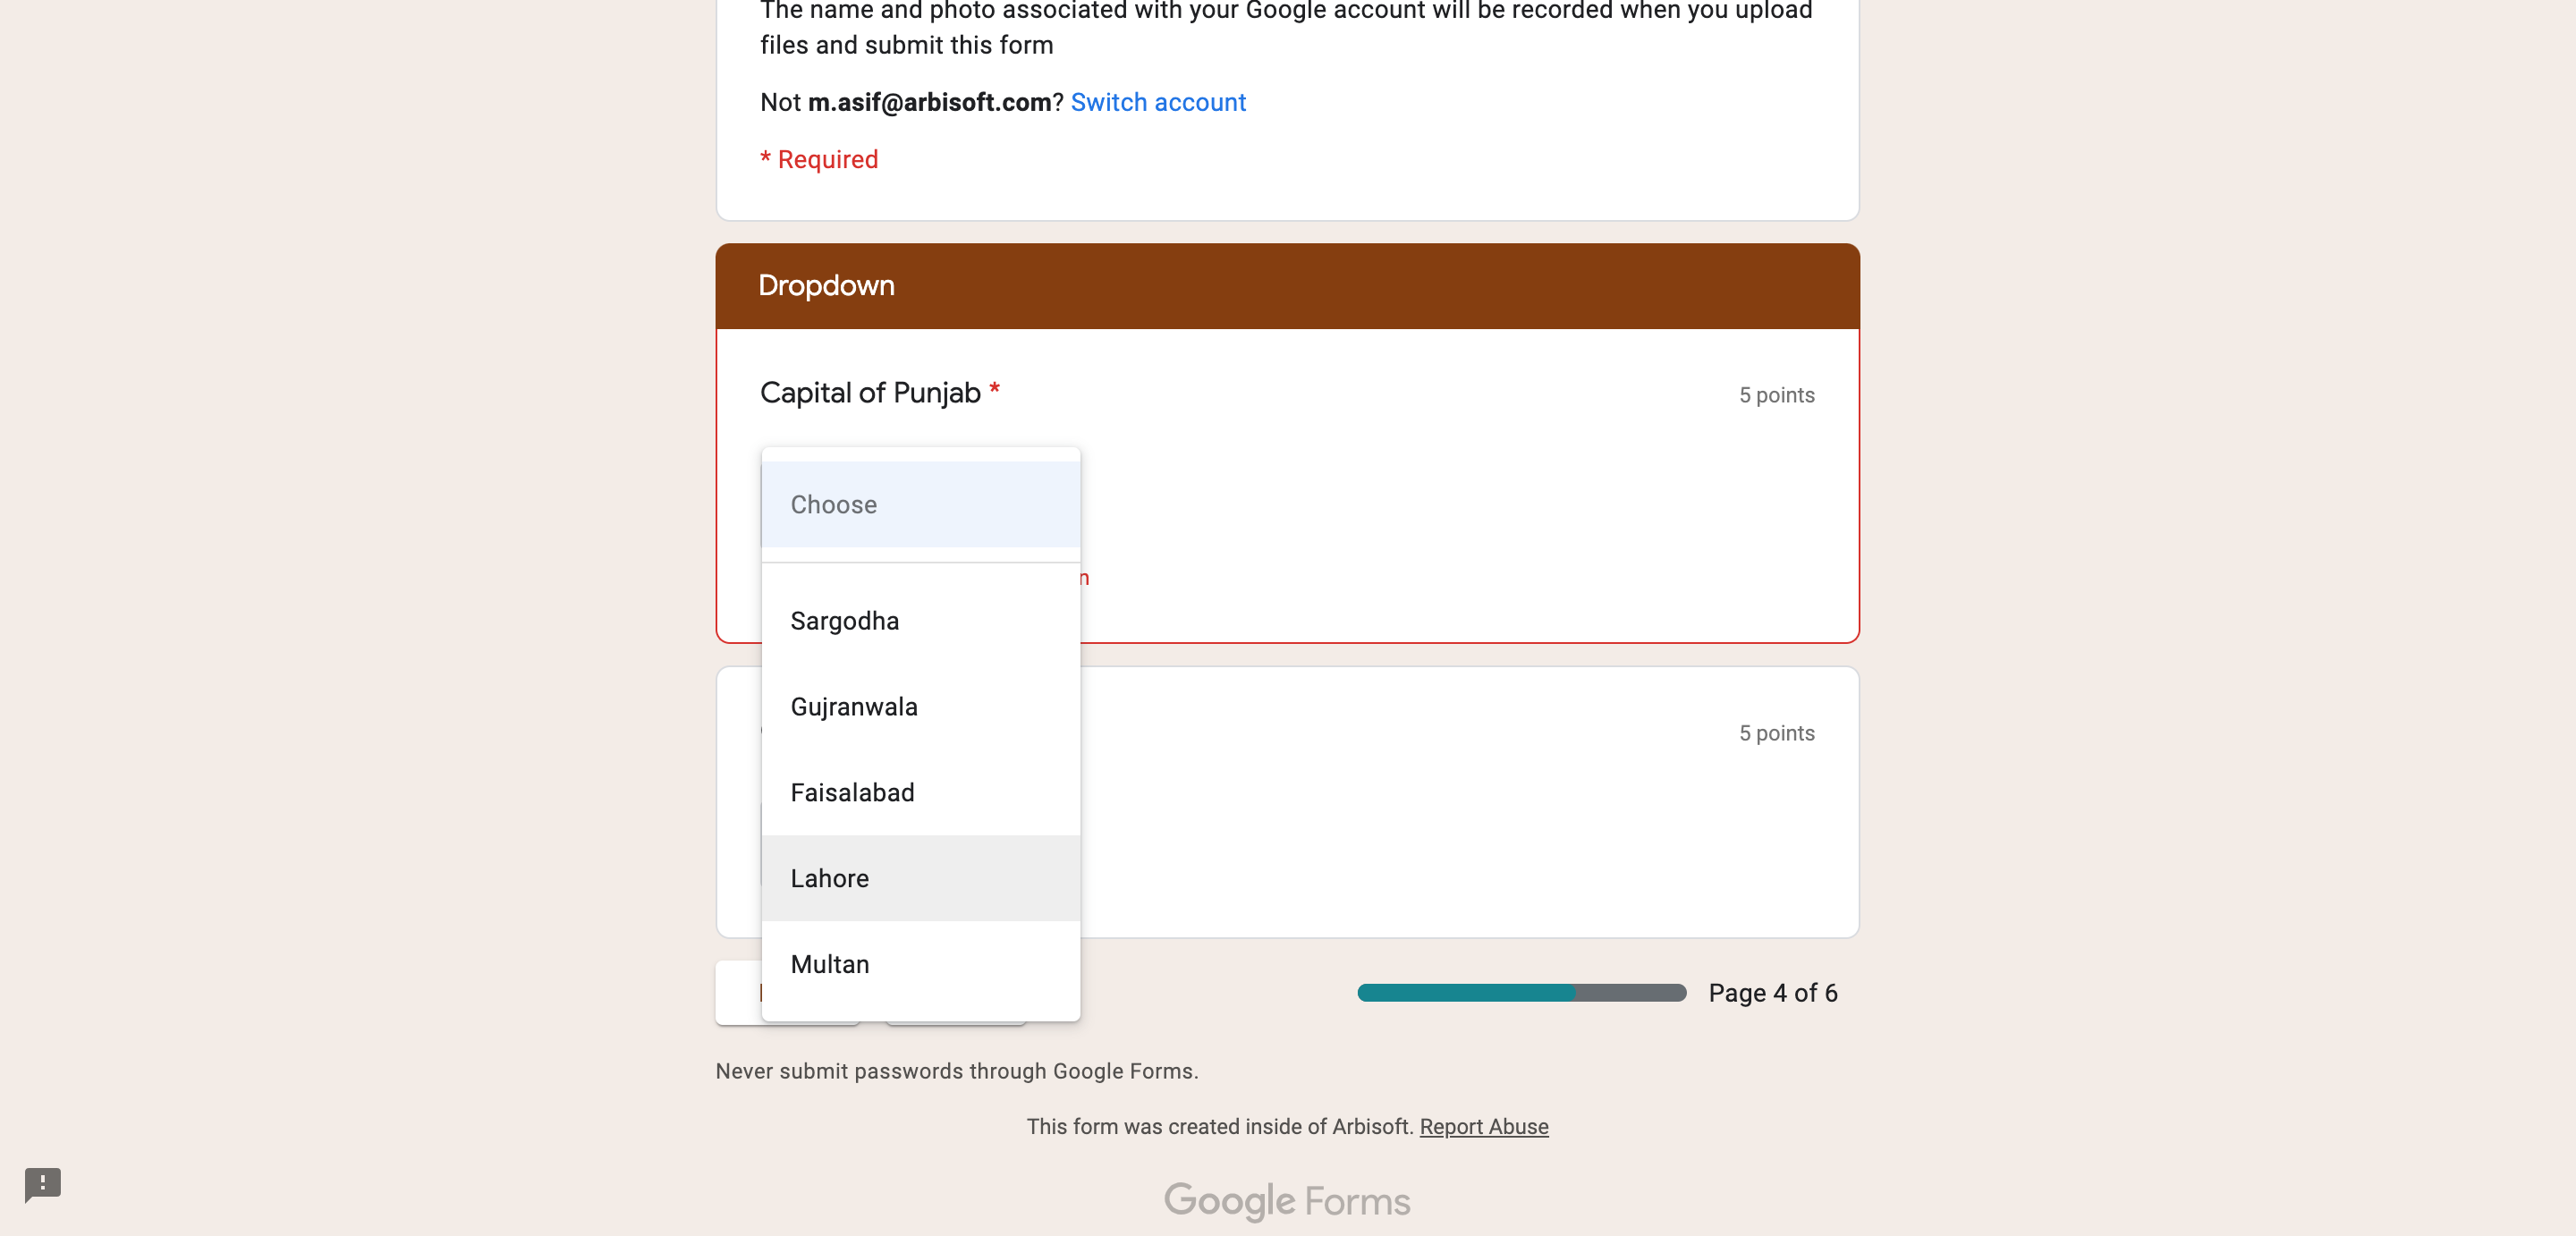 The name and photo associated with your Google account will be recorded when you upload
files and submit this form
Not m.asif@arbisoft.com? Switch account
* Required
Dropdown
Capital of Punjab *
5 points
Choose
Sargodha
Gujranwala
Faisalabad
Lahore
Multan
5 points
Page 4 of 6
Never submit passwords through Google Forms.
This form was created inside of Arbisoft. Report Abuse
Google Forms